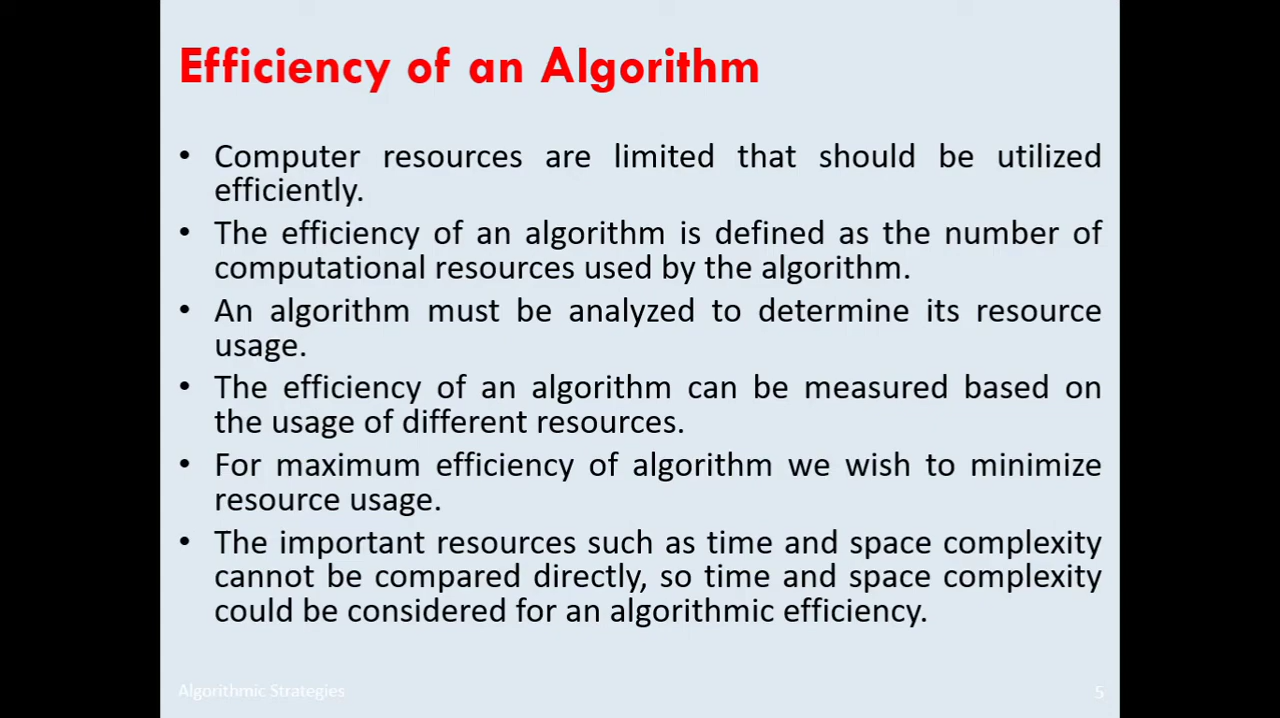 Efficiency of an Algorithm
• Computer resources are limited that should be utilized
efficiently.
• The efficiency of an algorithm is defined as the number of
computational resources used by the algorithm.
• An algorithm must be analyzed to determine its resource
usage.
• The efficiency of an algorithm can be measured based on
the usage of different resources.
• For maximum efficiency of algorithm we wish to minimize
resource usage.
• The important resources such as time and space complexity
cannot be compared directly, so time and space complexity
could be considered for an algorithmic efficiency.
Algorithmic Strategies
5